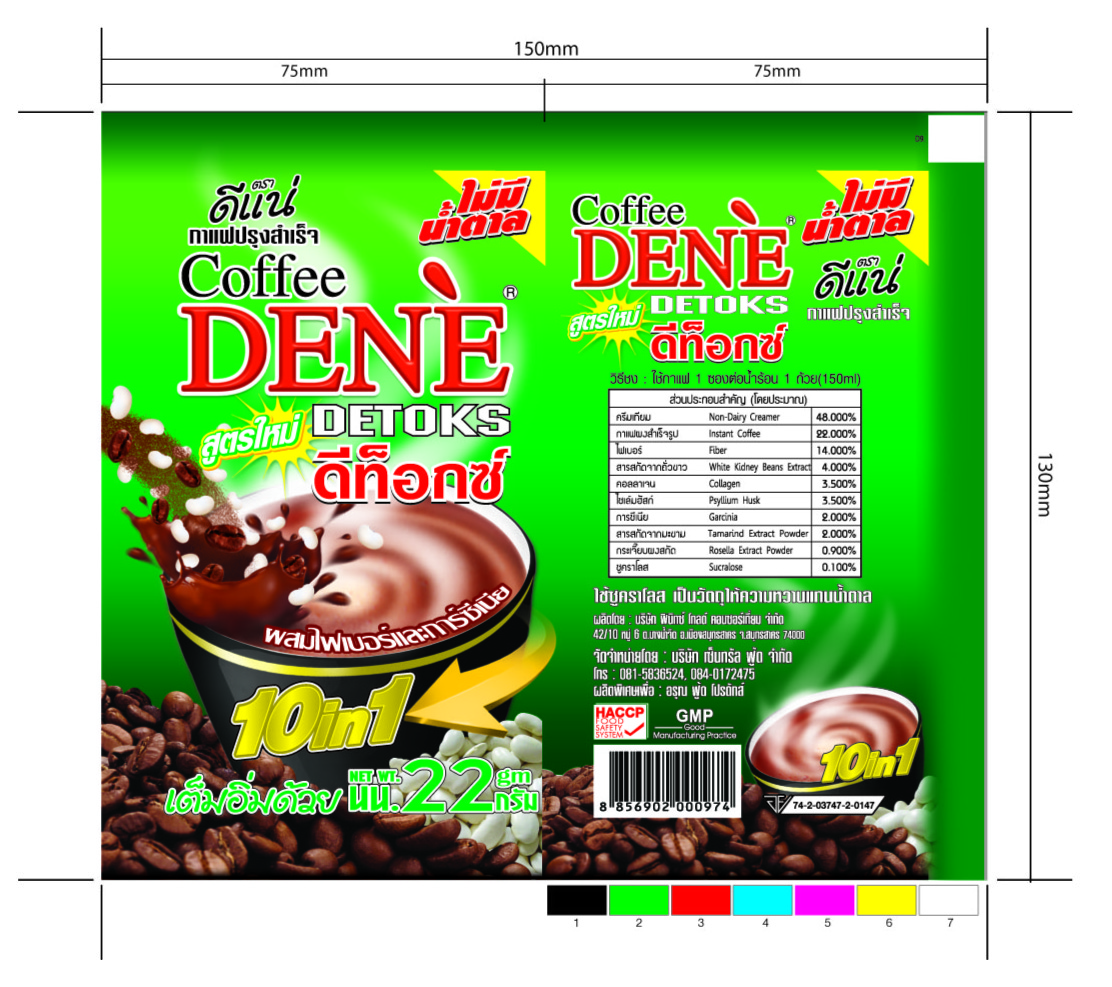 150mm
75mm
75mm
130mm
ตรา
ดีแน่
กาแฟปรุงสำเร็จ
ไม่มี
น้ำตาล
Coffee
DENÈ ®
สูตรใหม่
DETOKS
ดีท็อกซ์
ผสมไฟเบอร์และการ์ซีเนีย
10in1
เต็มอิ่มด้วย NET WT. นน. 22 gm กรัม
Coffee
DENÈ ®
ไม่มี
น้ำตาล
ตรา
ดีแน่
กาแฟปรุงสำเร็จ
สูตรใหม่
DETOKS
ดีท็อกซ์
วิธีชง : ใช้กาแฟ 1 ซองต่อน้ำร้อน 1 ถ้วย(150ml)
ส่วนประกอบสำคัญ (โดยประมาณ)
ครีมเทียม Non-Dairy Creamer 48.000%
กาแฟผงสำเร็จรูป Instant Coffee 22.000%
ไฟเบอร์ Fiber 14.000%
สารสกัดจากถั่วขาว White Kidney Beans Extract 4.000%
คอลลาเจน Collagen 3.500%
ไซเลี่มฮัสก์ Psyllium Husk 3.500%
การซีเนีย Garcinia 2.000%
สารสกัดจากมะขาม Tamarind Extract Powder 2.000%
กระเจี๊ยบผงสกัด Rosella Extract Powder 0.900%
ซูคราโลส Sucralose 0.100%
ใช้ซูคราโลส เป็นวัตถุให้ความหวานแทนน้ำตาล
ผลิตโดย : บริษัท ฟินิกซ์ โกลด์ คอนซอร์เทียม จำกัด
42/10 หมู่ 6 ต.บางน้ำจืด อ.เมืองสมุทรสาคร จ.สมุทรสาคร 74000
จัดจำหน่ายโดย : บริษัท เซ็นทรัล ฟู้ด จำกัด
โทร : 081-5836524, 084-0172475
ผลิตพิเศษเพื่อ : อรุณ ฟู้ด โปรดักส์
HACCP
FOOD
SAFETY
SYSTEM
GMP
Good
Manufacturing Practice
8 856902 000974
10in1
74-2-03747-2-0147
1 2 3 4 5 6 7